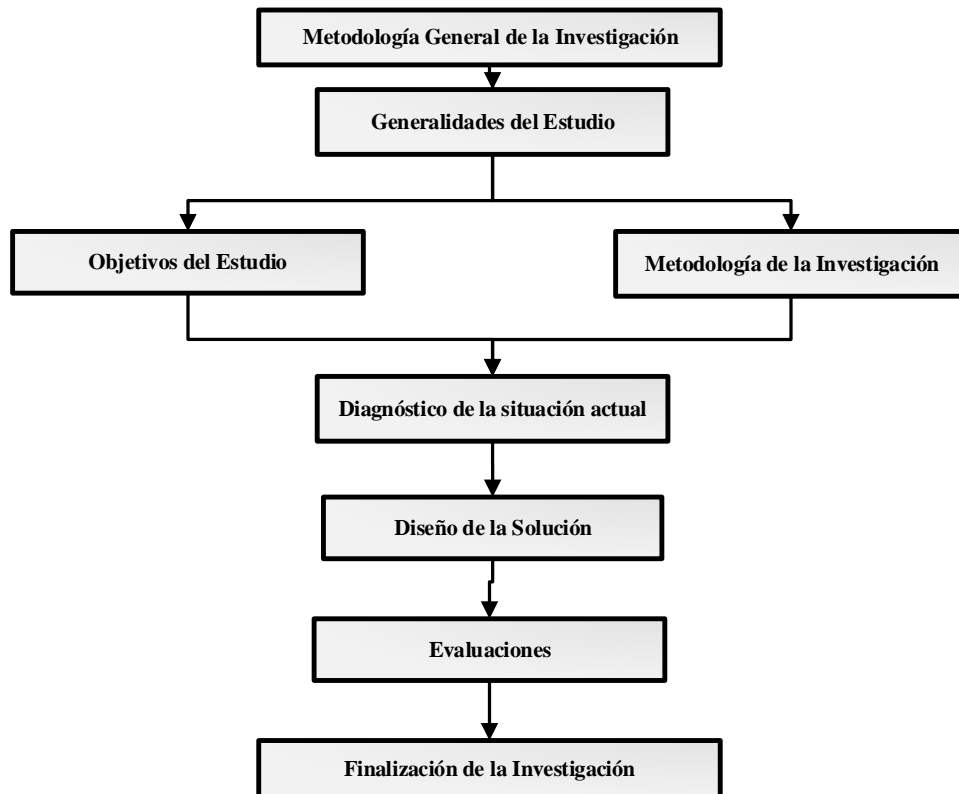 Metodología General de la Investigación
Generalidades del Estudio
Objetivos del Estudio
Metodología de la Investigación
Diagnóstico de la situación actual
Diseño de la Solución
Evaluaciones
Finalización de la Investigación